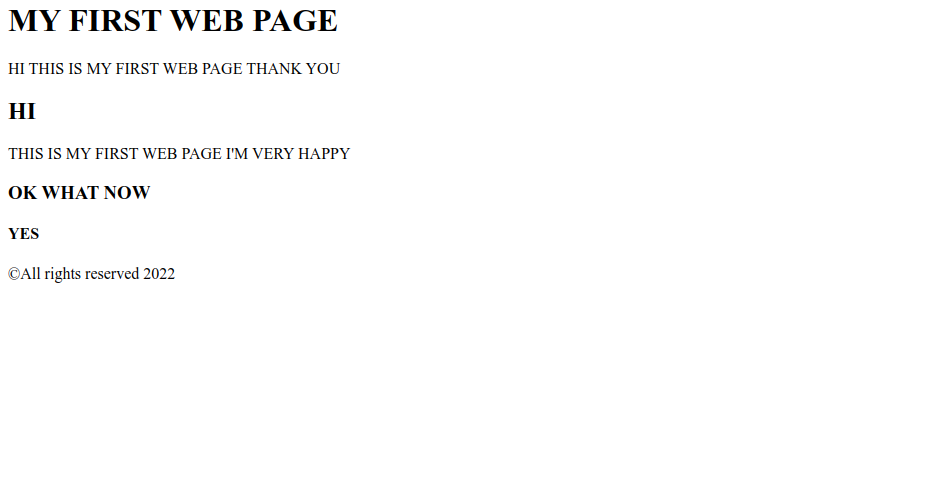 MY FIRST WEB PAGE
HI THIS IS MY FIRST WEB PAGE THANK YOU
HI
THIS IS MY FIRST WEB PAGE I'M VERY HAPPY
OK WHAT NOW
YES
©All rights reserved 2022